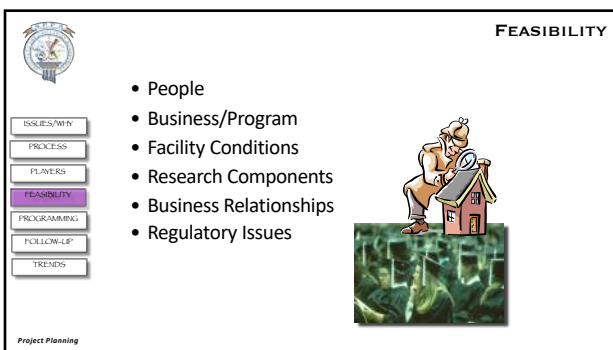 FEASIBILITY
• People
• Business/Program
• Facility Conditions
• Research Components
• Business Relationships
• Regulatory Issues
ISSUES/WHY
PROCESS
PLAYERS
FEASIBILITY
PROGRAMMING
FOLLOW-UP
TRENDS
Project Planning